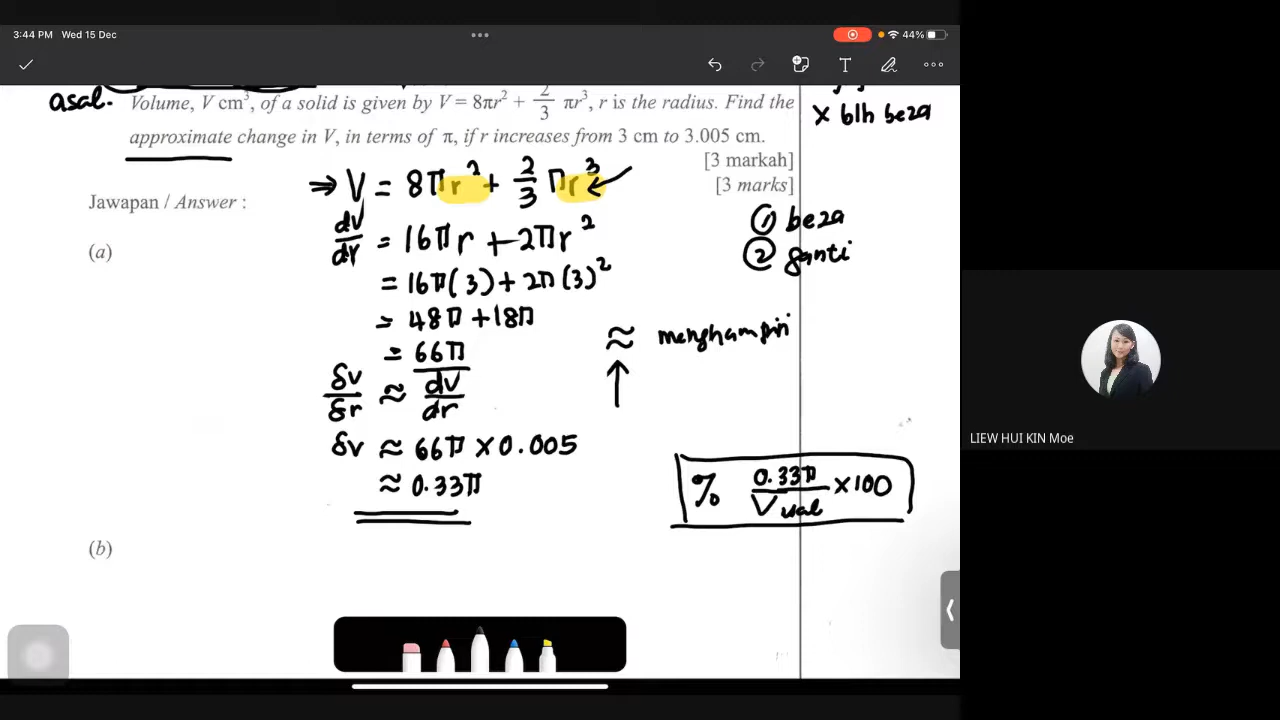 3:44 PM Wed 15 Dec
44%
asal.
Volume, V cm³, of a solid is given by V = 8πr² + 2/3 πr³, r is the radius. Find the
approximate change in V, in terms of π, if r increases from 3 cm to 3.005 cm.
x blh beza
[3 markah]
[3 marks]
Jawapan / Answer :
(a)
⇒ V = 8πr² + 2/3 πr³
dV/dr = 16πr + 2πr²
= 16π(3) + 2π(3)²
= 48π + 18π
= 66π
δv/δr ≈ dV/dr
δv ≈ 66π × 0.005
≈ 0.33π
① beza
② ganti
≈ menghampiri
% 0.33π/V asal × 100
(b)
LIEW HUI KIN Moe